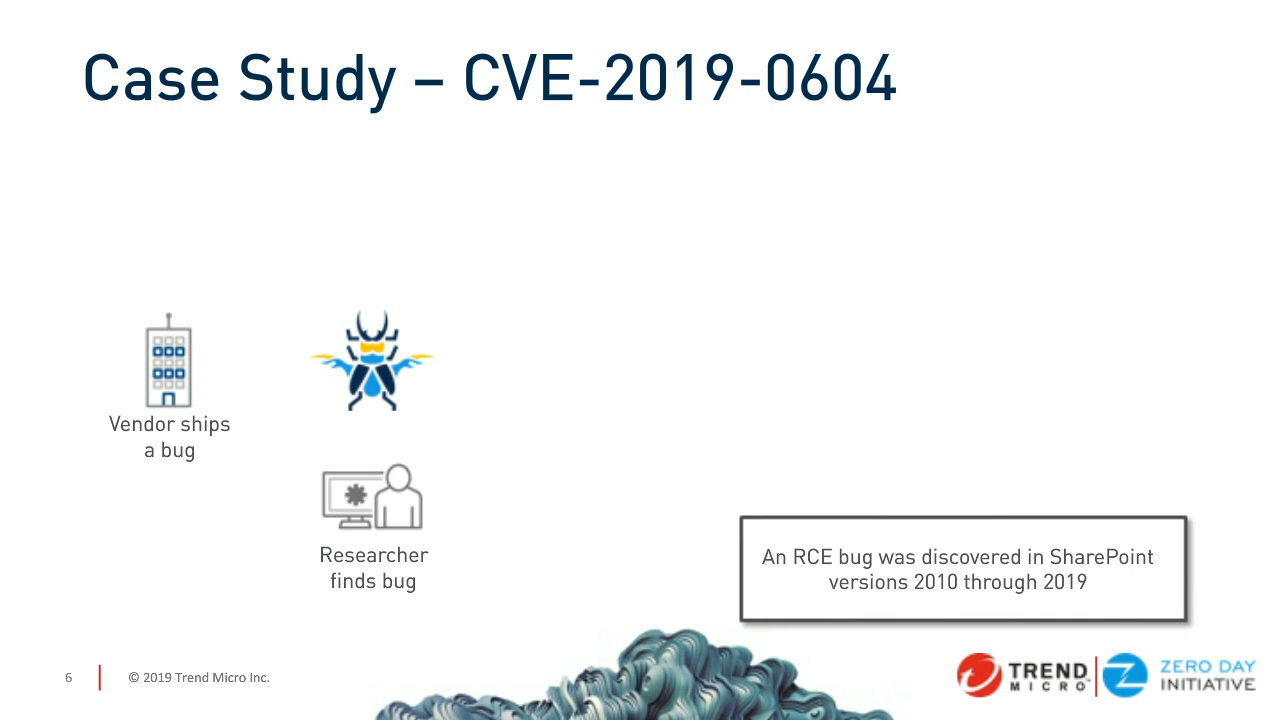 Case Study – CVE-2019-0604
Vendor ships
a bug
Researcher
finds bug
An RCE bug was discovered in SharePoint
versions 2010 through 2019
6
© 2019 Trend Micro Inc.
TREND
MICRO™
ZERO DAY
INITIATIVE